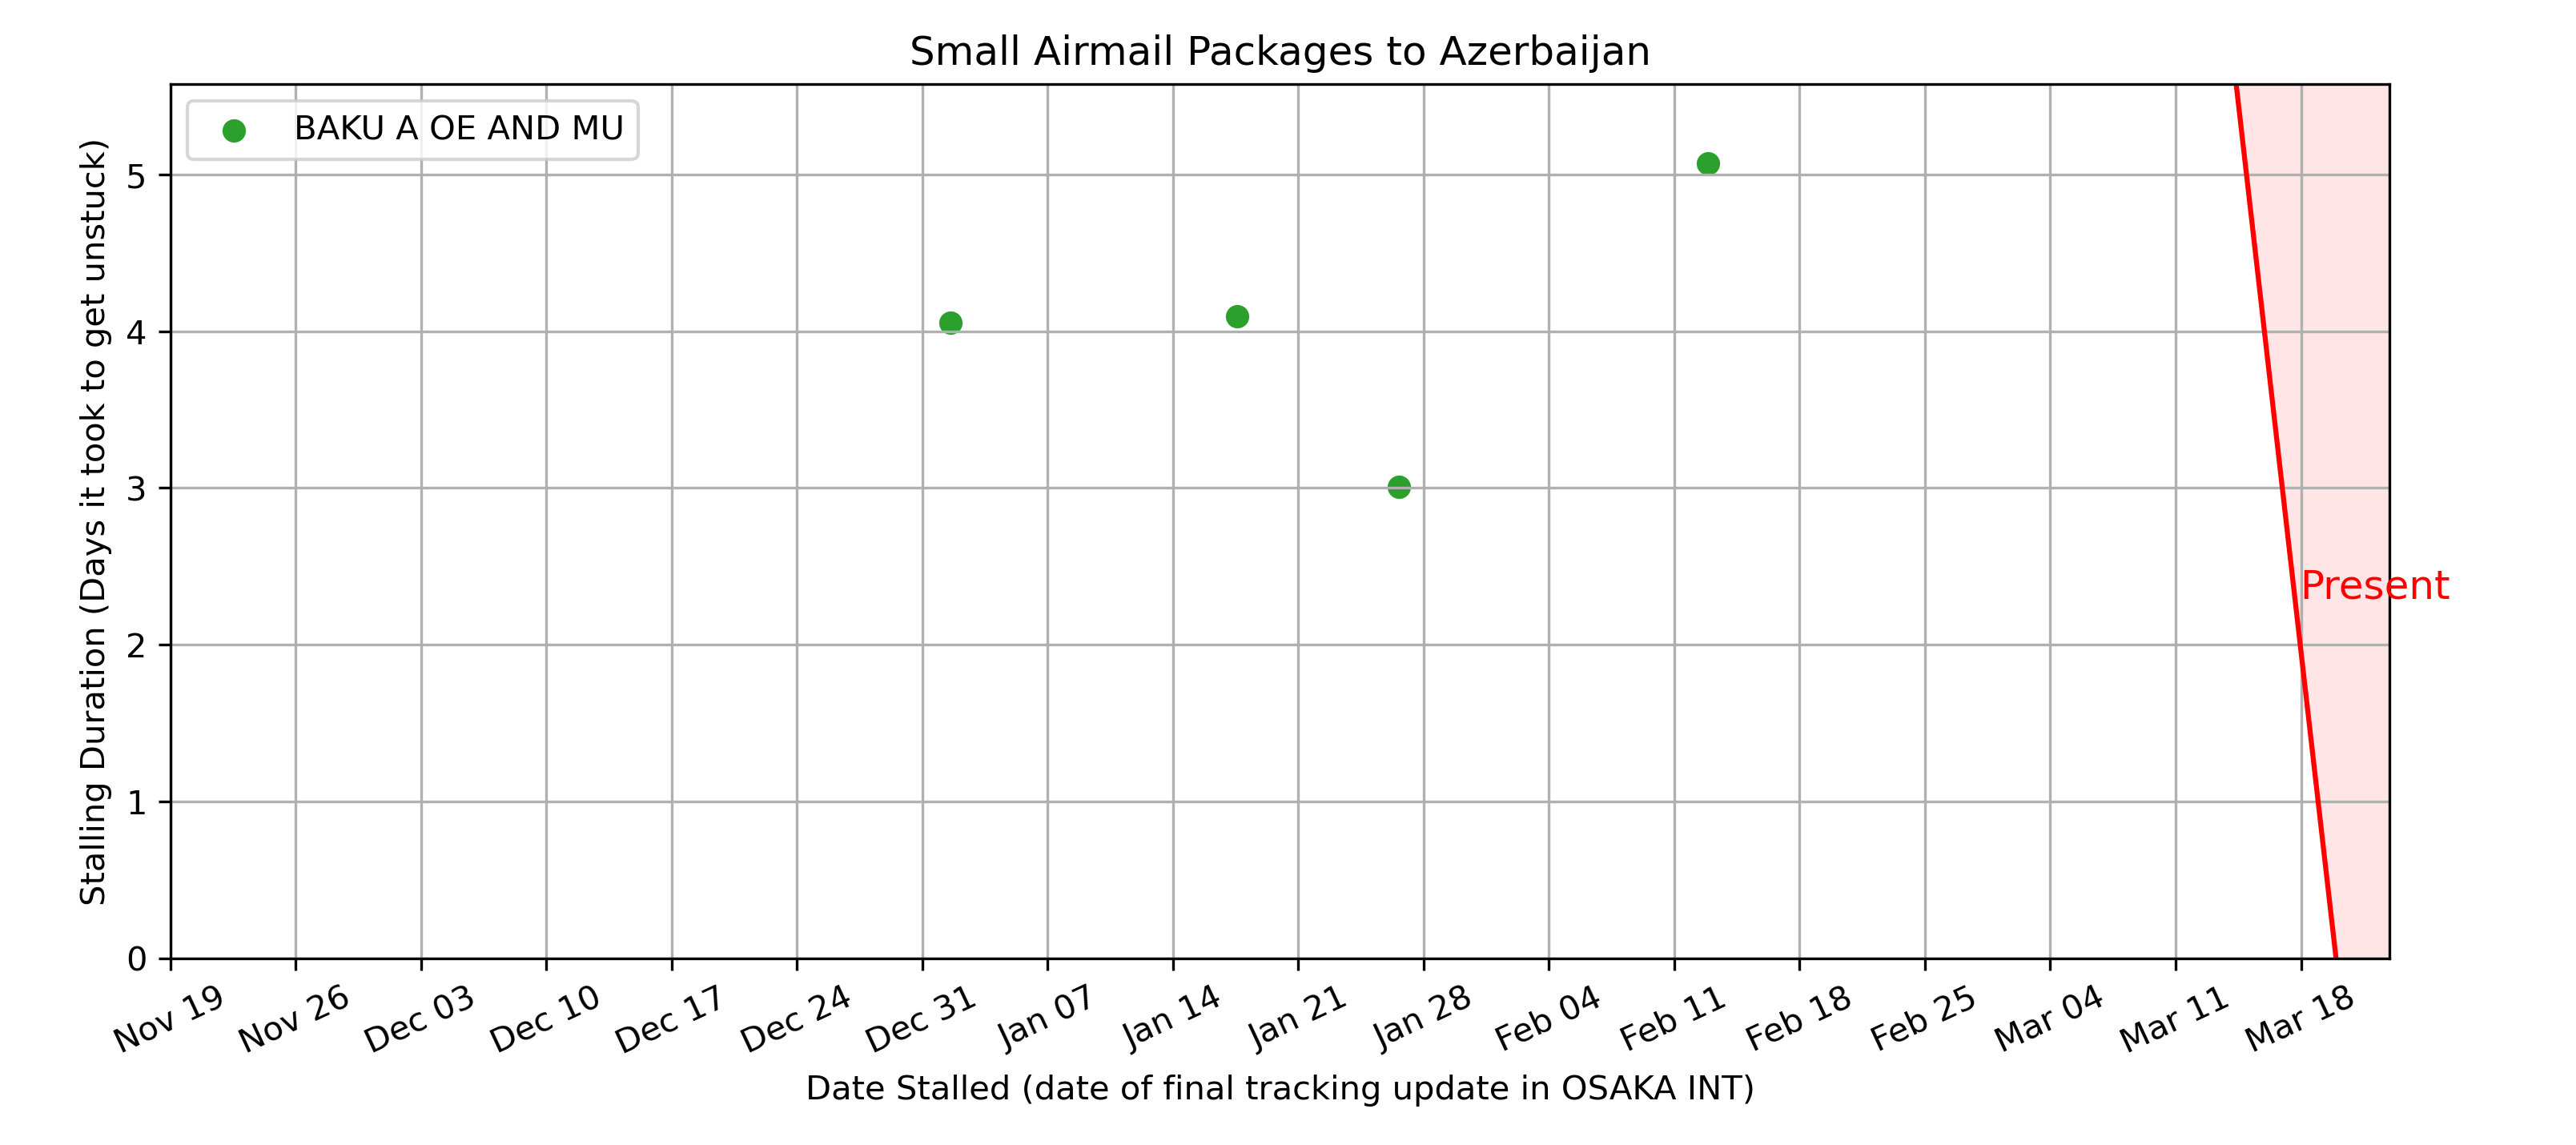 Small Airmail Packages to Azerbaijan
BAKU A OE AND MU
Stalling Duration (Days it took to get unstuck)
5
4
3
2
1
0
Present
Nov 19
Nov 26
Dec 03
Dec 10
Dec 17
Dec 24
Dec 31
Jan 07
Jan 14
Jan 21
Jan 28
Feb 04
Feb 11
Feb 18
Feb 25
Mar 04
Mar 11
Mar 18
Date Stalled (date of final tracking update in OSAKA INT)